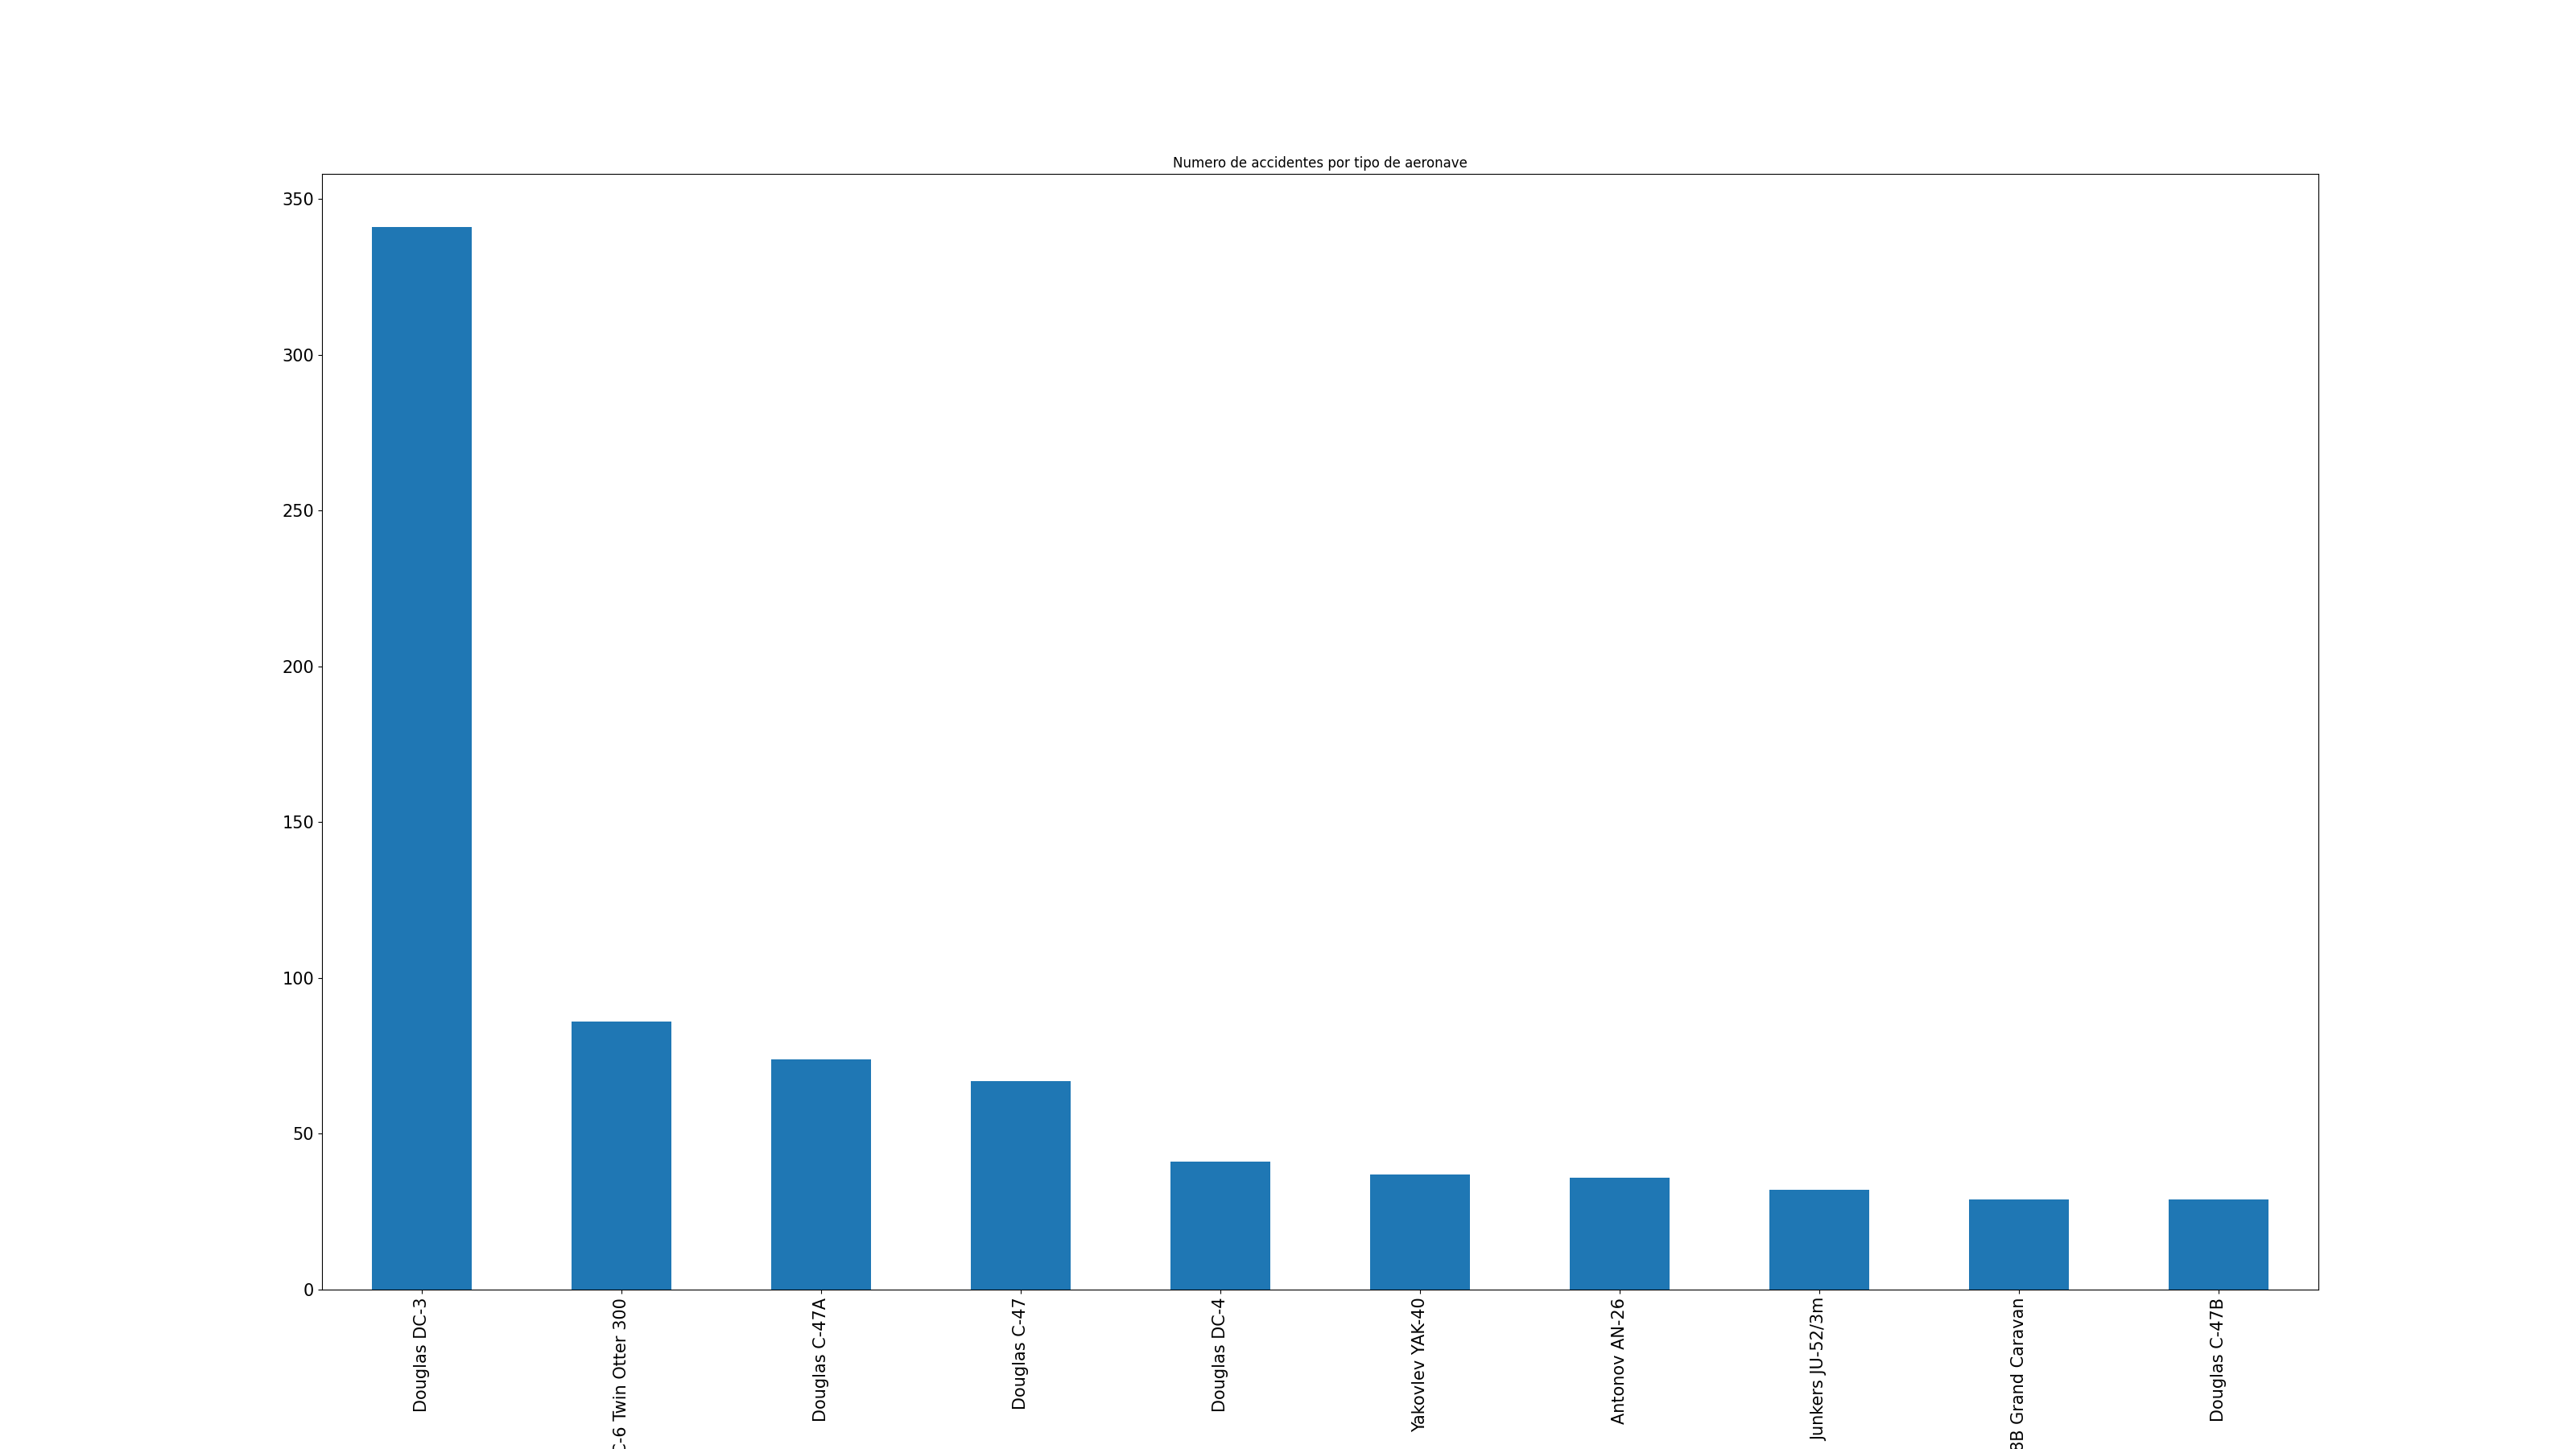 Numero de accidentes por tipo de aeronave
350
300
250
200
150
100
50
0
Douglas DC-3
C-6 Twin Otter 300
Douglas C-47A
Douglas C-47
Douglas DC-4
Yakovlev YAK-40
Antonov AN-26
Junkers JU-52/3m
Grand Caravan
Douglas C-47B